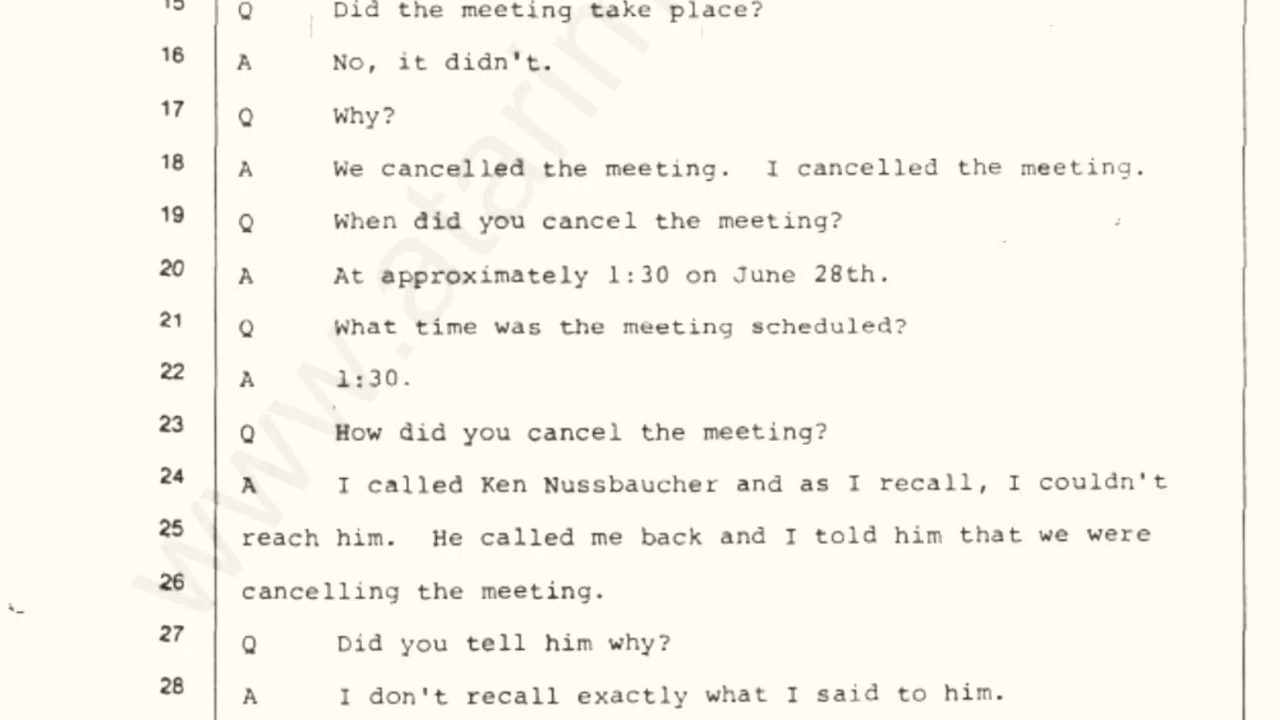 15 Q Did the meeting take place?
16 A No, it didn't.
17 Q Why?
18 A We cancelled the meeting. I cancelled the meeting.
19 Q When did you cancel the meeting?
20 A At approximately 1:30 on June 28th.
21 Q What time was the meeting scheduled?
22 A 1:30.
23 Q How did you cancel the meeting?
24 A I called Ken Nussbaucher and as I recall, I couldn't
25 reach him. He called me back and I told him that we were
26 cancelling the meeting.
27 Q Did you tell him why?
28 A I don't recall exactly what I said to him.
www.atarim